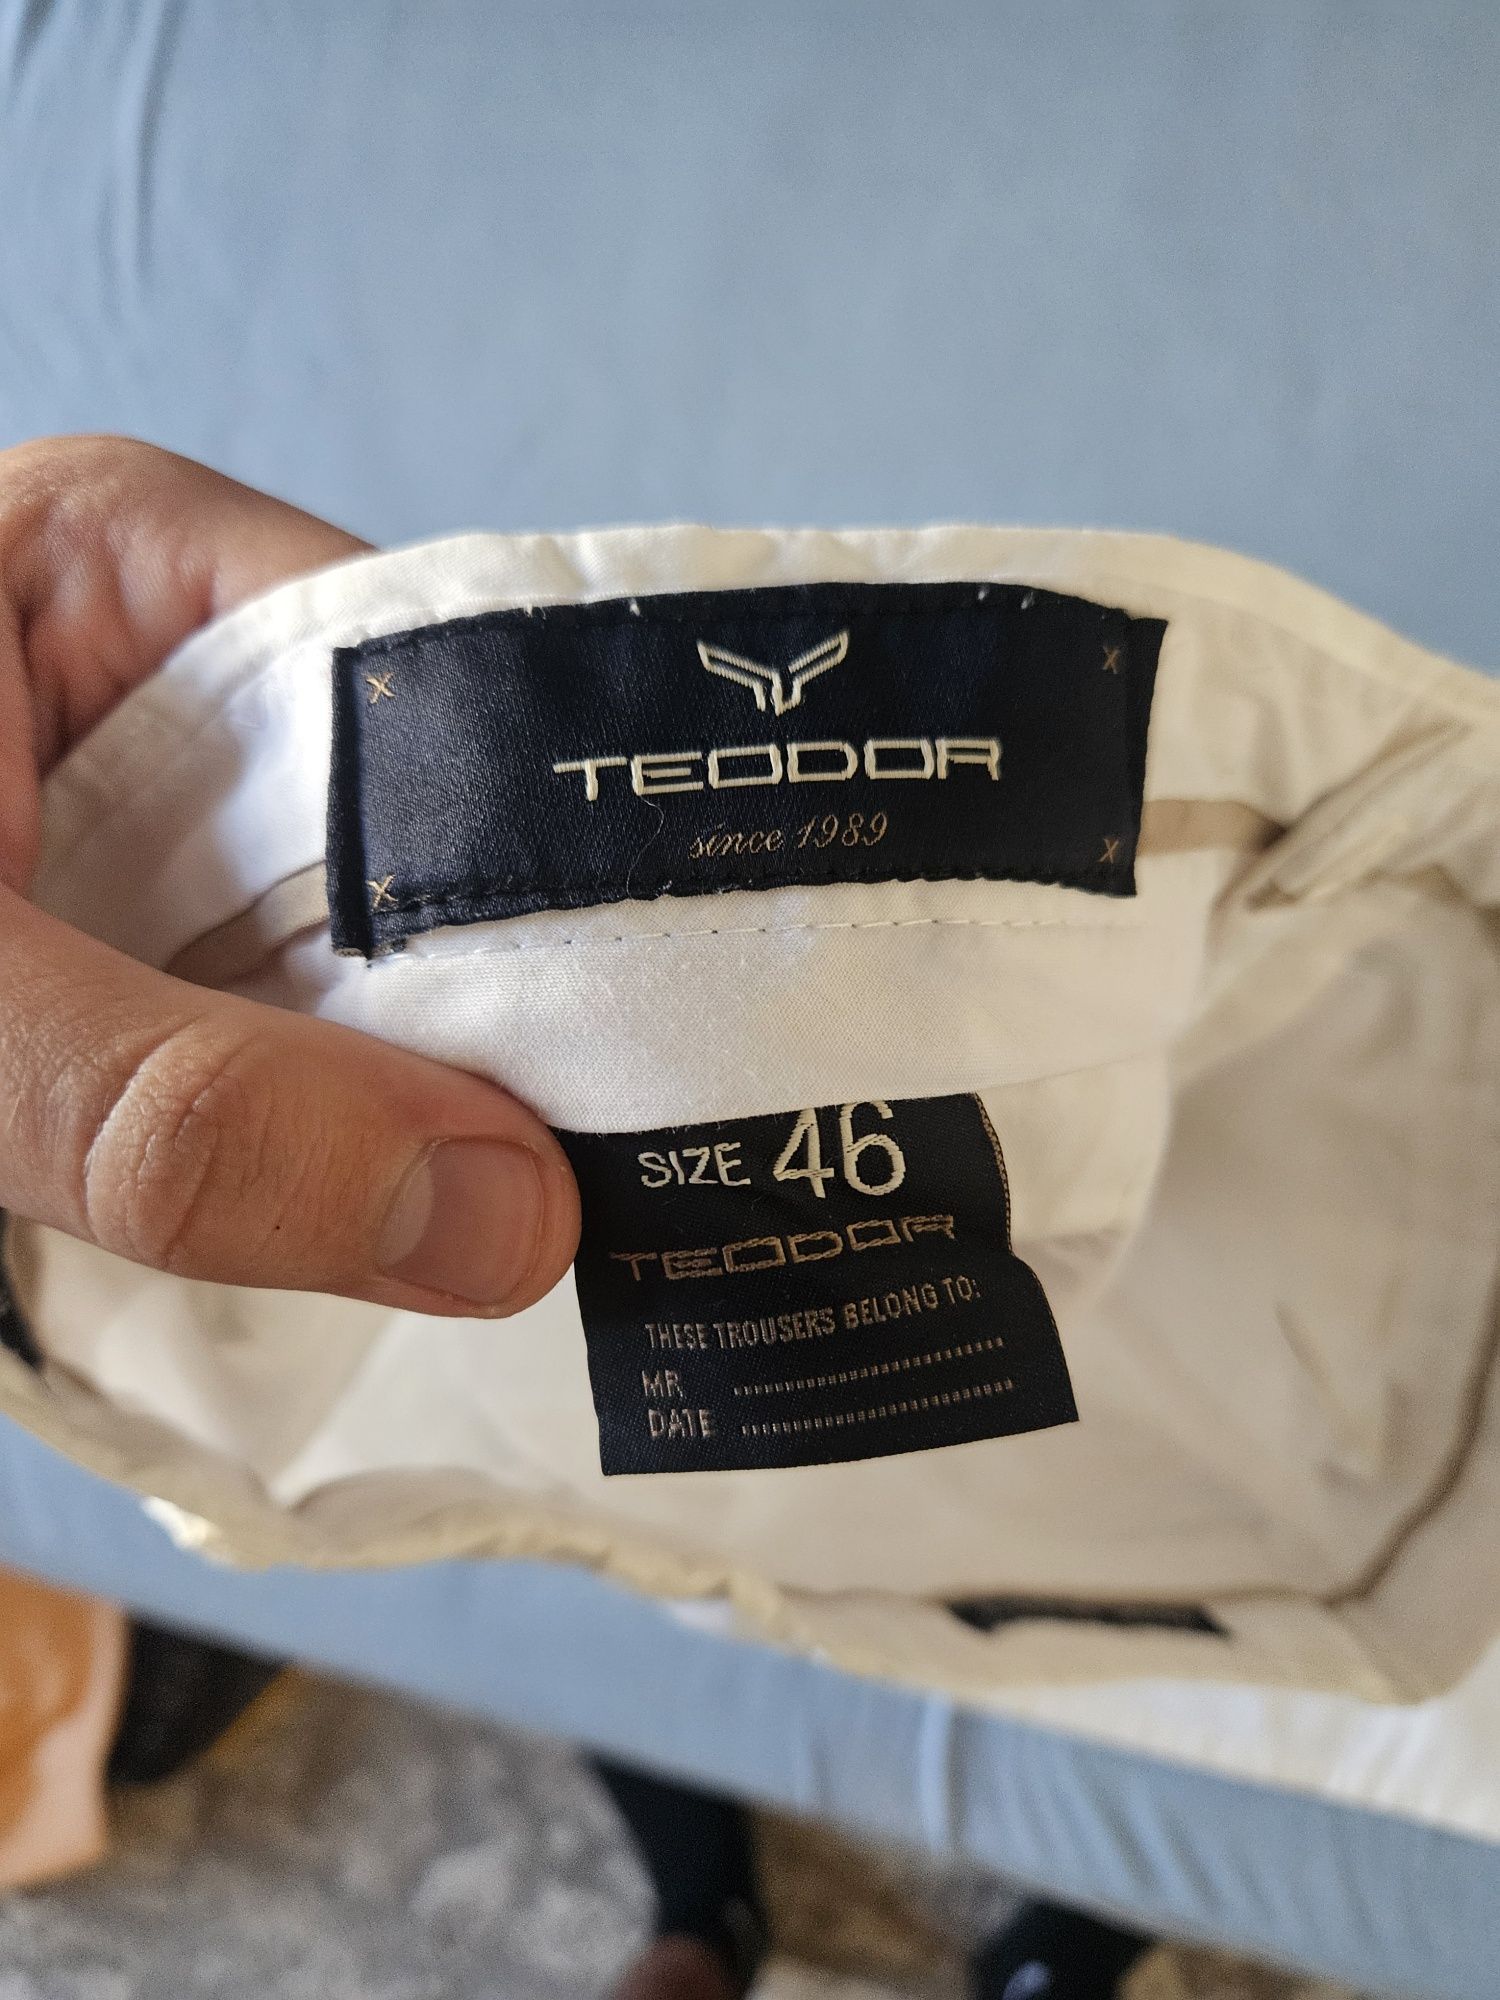 TEODOR
since 1989
SIZE 46
TEODOR
THESE TROUSERS BELONG TO:
MR ..............................
DATE ..............................